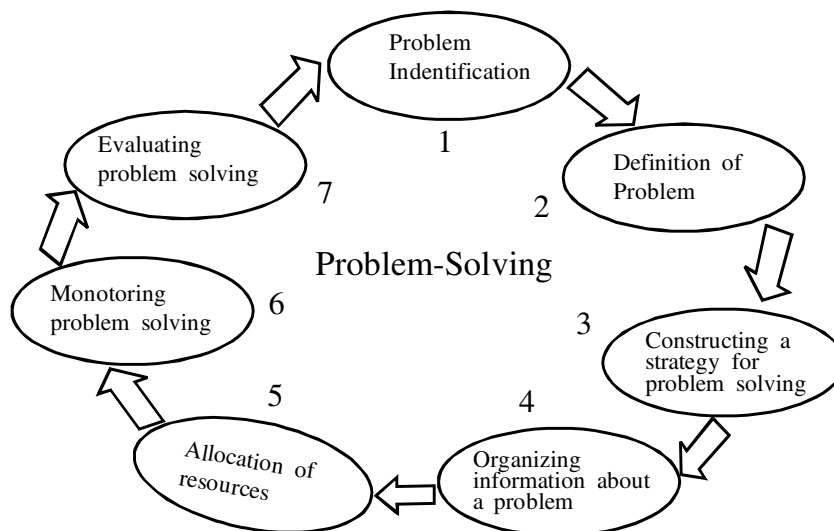 Problem
Indentification
1
Definition of
Problem
2
Constructing a
strategy for
problem solving
3
Organizing
information about
a problem
4
Allocation of
resources
5
Monotoring
problem solving
6
Evaluating
problem solving
7
Problem-Solving